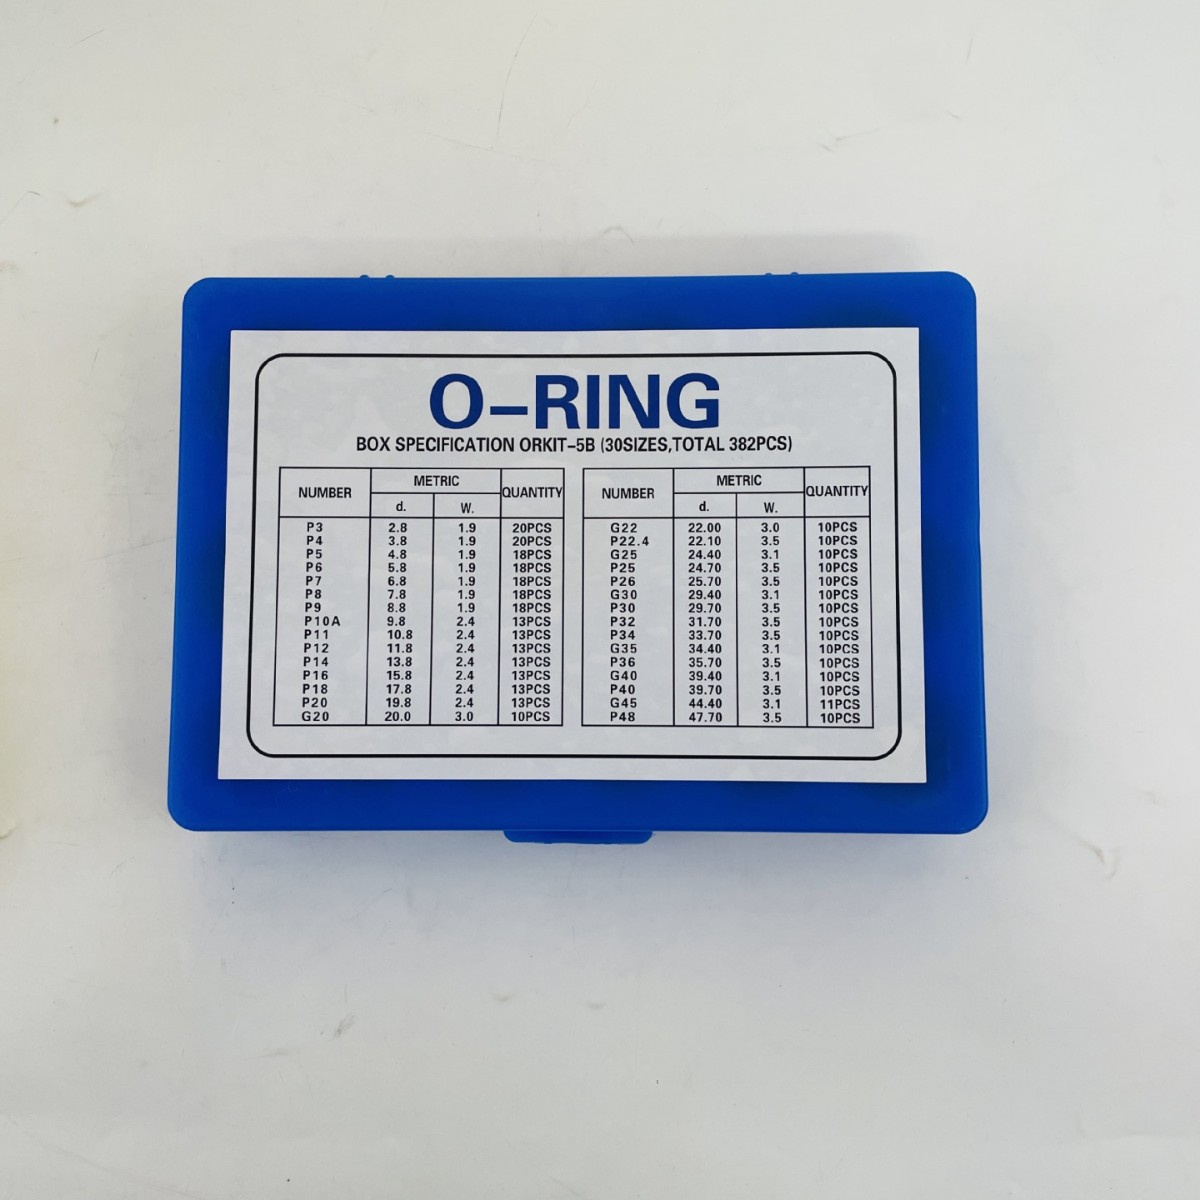 O-RING
BOX SPECIFICATION ORKIT-5B (30SIZES,TOTAL 382PCS)
NUMBER METRIC QUANTITY
d. W.
P3 2.8 1.9 20PCS
P4 3.8 1.9 20PCS
P5 4.8 1.9 18PCS
P6 5.8 1.9 18PCS
P7 6.8 1.9 18PCS
P8 7.8 1.9 18PCS
P9 8.8 1.9 18PCS
P10A 9.8 2.4 13PCS
P11 10.8 2.4 13PCS
P12 11.8 2.4 13PCS
P14 13.8 2.4 13PCS
P16 15.8 2.4 13PCS
P18 17.8 2.4 13PCS
P20 19.8 2.4 13PCS
G20 20.0 3.0 10PCS
NUMBER METRIC QUANTITY
d. W.
G22 22.00 3.0 10PCS
P22.4 22.10 3.5 10PCS
G25 24.40 3.1 10PCS
P25 24.70 3.5 10PCS
P26 25.70 3.5 10PCS
G30 29.40 3.1 10PCS
P30 29.70 3.5 10PCS
P32 31.70 3.5 10PCS
P34 33.70 3.5 10PCS
G35 34.40 3.1 10PCS
P36 35.70 3.5 10PCS
G40 39.40 3.1 10PCS
P40 39.70 3.5 10PCS
G45 44.40 3.1 11PCS
P48 47.70 3.5 10PCS